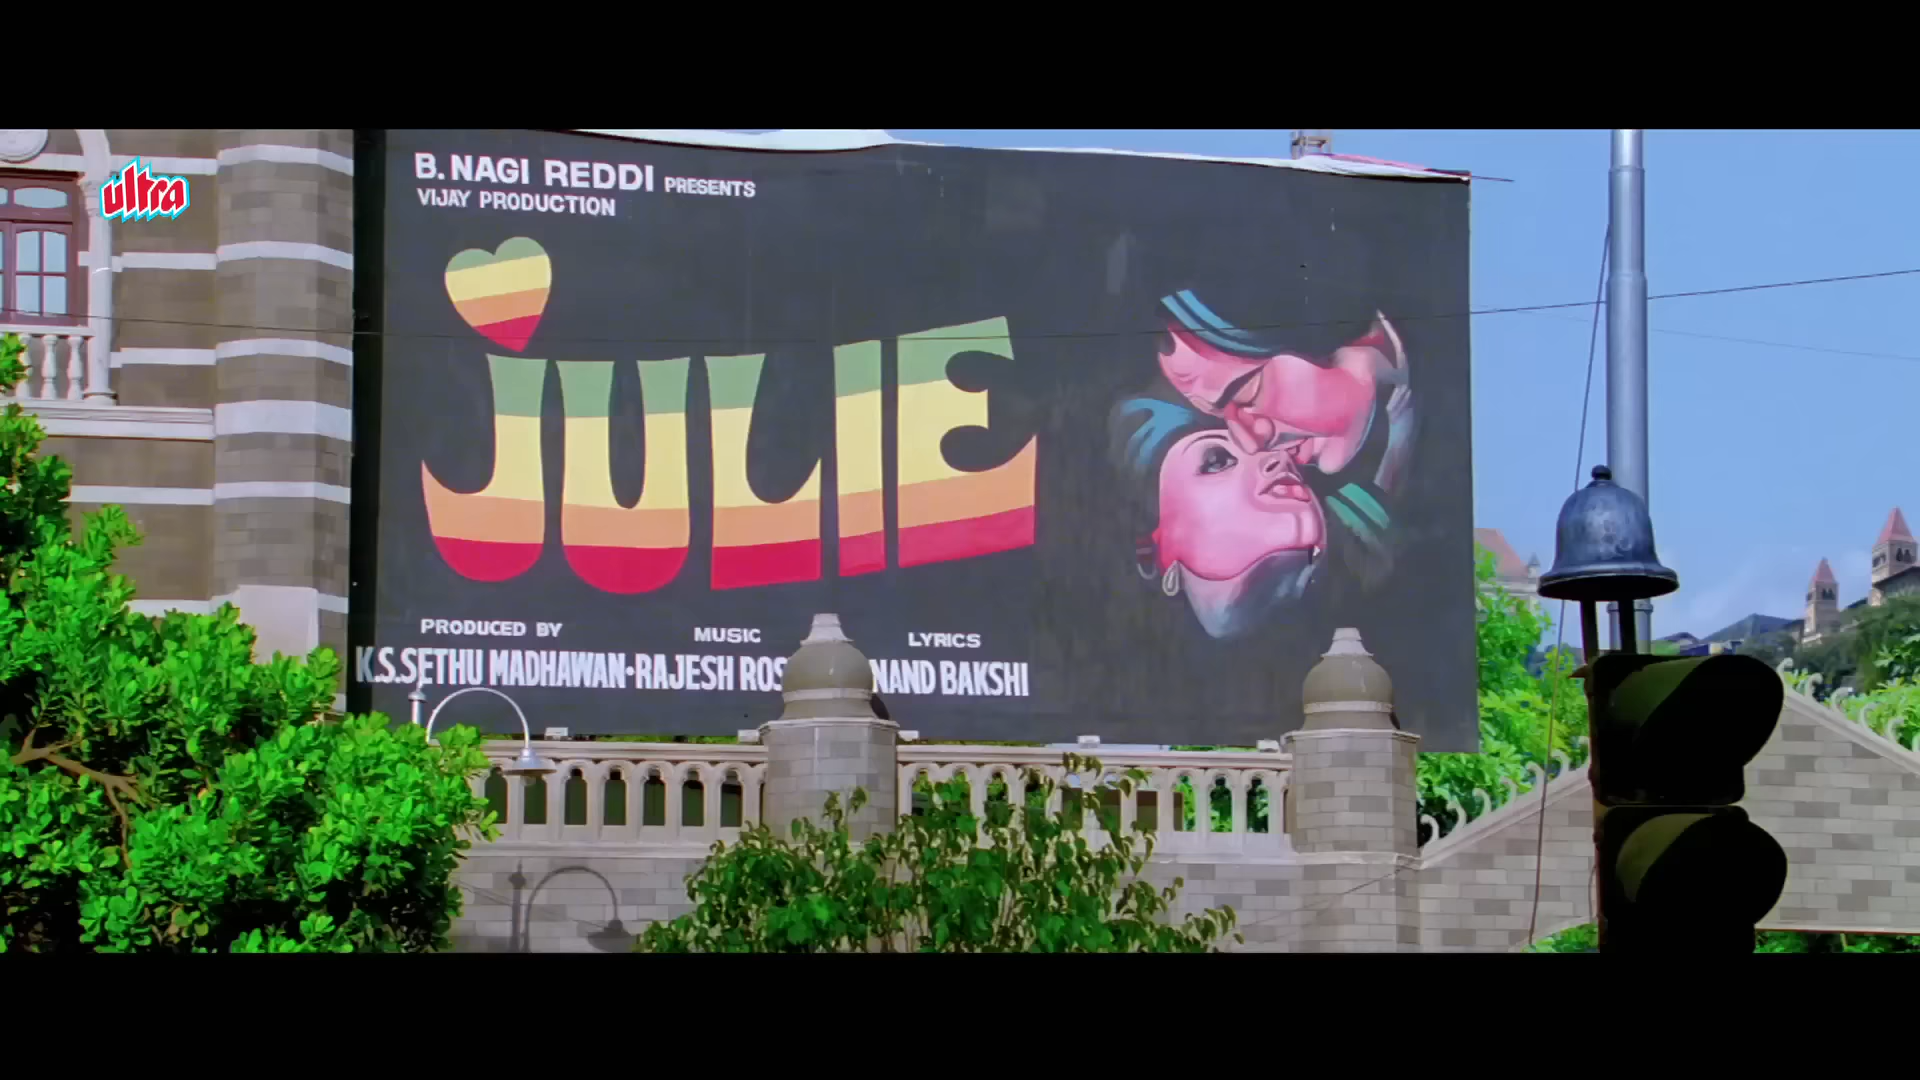 ultra
B. NAGI REDDI PRESENTS
VIJAY PRODUCTION
JULIE
PRODUCED BY MUSIC LYRICS
K.S.SETHU MADHAWAN • RAJESH ROS NAND BAKSHI